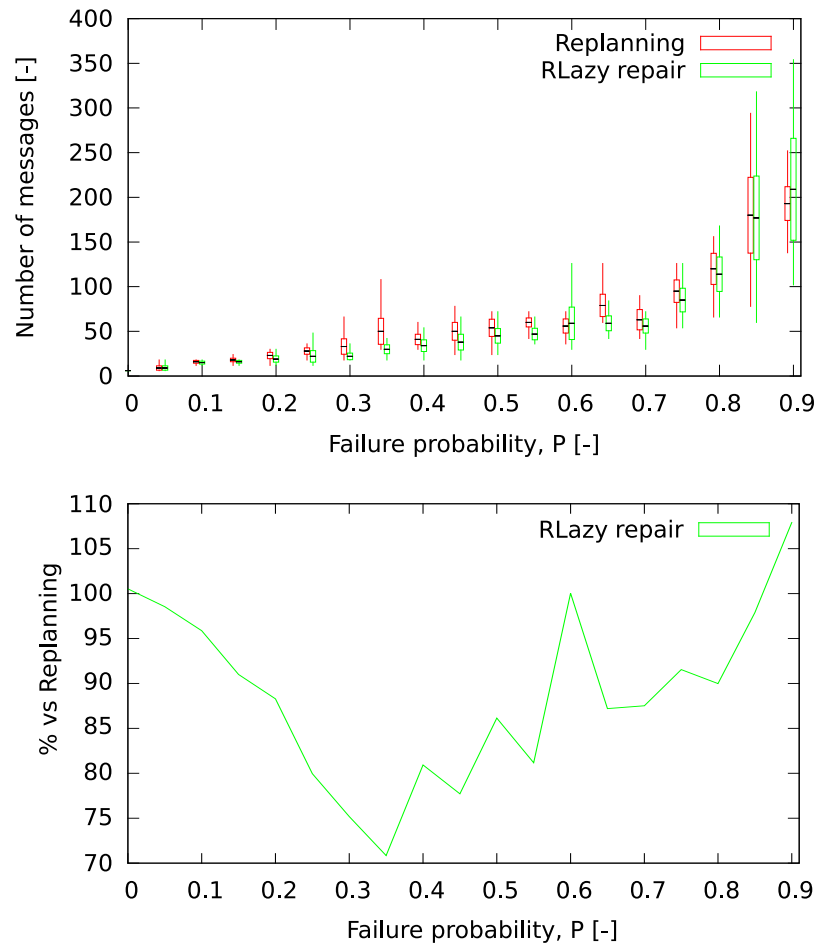 400
350
300
250
200
150
100
50
0
Number of messages [-]
Replanning
RLazy repair
0 0.1 0.2 0.3 0.4 0.5 0.6 0.7 0.8 0.9
Failure probability, P [-]
110
105
100
95
90
85
80
75
70
% vs Replanning
RLazy repair
0 0.1 0.2 0.3 0.4 0.5 0.6 0.7 0.8 0.9
Failure probability, P [-]